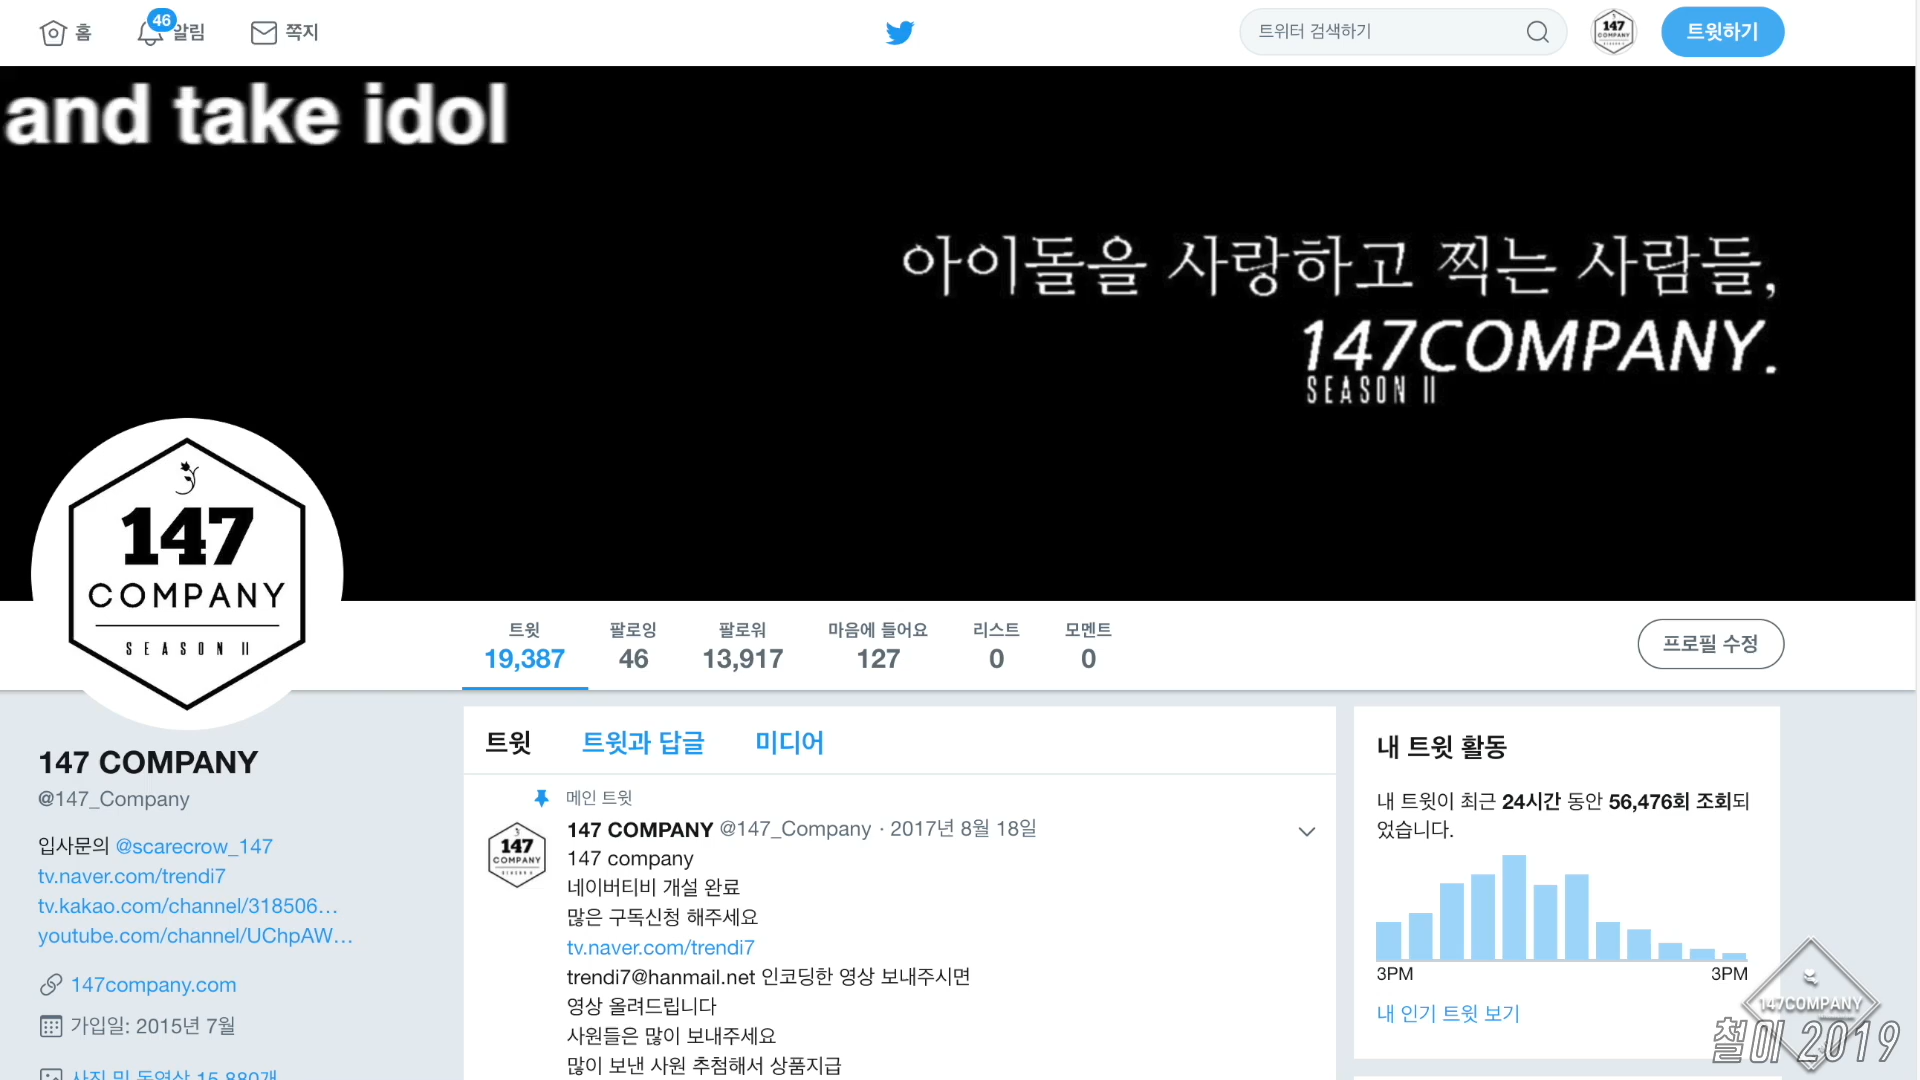 홈
46
알림
쪽지
트위터 검색하기
147
COMPANY
트윗하기
and take idol
아이돌을 사랑하고 찍는 사람들,
147COMPANY.
SEASON II
147
COMPANY
SEASON II
트윗 팔로잉 팔로워 마음에 들어요 리스트 모멘트
19,387 46 13,917 127 0 0
프로필 수정
147 COMPANY
@147_Company
입사문의 @scarecrow_147
tv.naver.com/trendi7
tv.kakao.com/channel/318506...
youtube.com/channel/UChpAW...
147company.com
가입일: 2015년 7월
사진 및 동영상 15,880개
트윗 트윗과 답글 미디어
메인 트윗
147
COMPANY
147 COMPANY @147_Company · 2017년 8월 18일
147 company
네이버티비 개설 완료
많은 구독신청 해주세요
tv.naver.com/trendi7
trendi7@hanmail.net 인코딩한 영상 보내주시면
영상 올려드립니다
사원들은 많이 보내주세요
많이 보낸 사원 추첨해서 상품지급
내 트윗 활동
내 트윗이 최근 24시간 동안 56,476회 조회되
었습니다.
3PM 3PM
내 인기 트윗 보기
147COMPANY
철이 2019